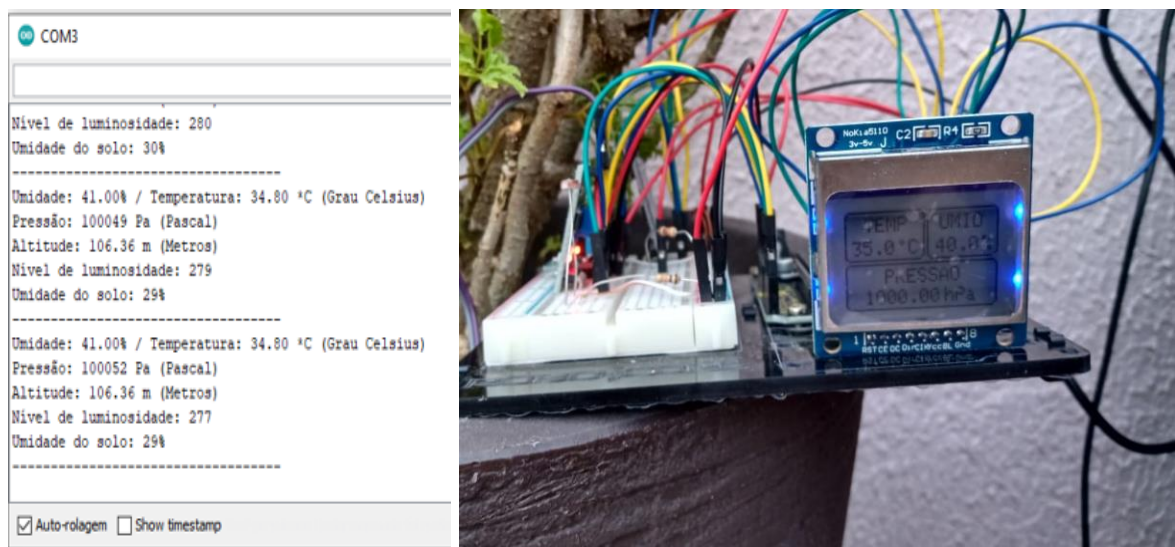 COM3
Nível de luminosidade: 280
Umidade do solo: 30%
-----------------------------------
Umidade: 41.00% / Temperatura: 34.80 *C (Grau Celsius)
Pressão: 100049 Pa (Pascal)
Altitude: 106.36 m (Metros)
Nível de luminosidade: 279
Umidade do solo: 29%
-----------------------------------
Umidade: 41.00% / Temperatura: 34.80 *C (Grau Celsius)
Pressão: 100052 Pa (Pascal)
Altitude: 106.36 m (Metros)
Nível de luminosidade: 277
Umidade do solo: 29%
-----------------------------------
Auto-rolagem Show timestamp
NoKia5110 C2 R4
3v-5v J
TEMP UMID
35.0°C 40.0%
PRESSAO
1000.00hPa
1 8
RST CE DC Din Clk Vcc BL Gnd